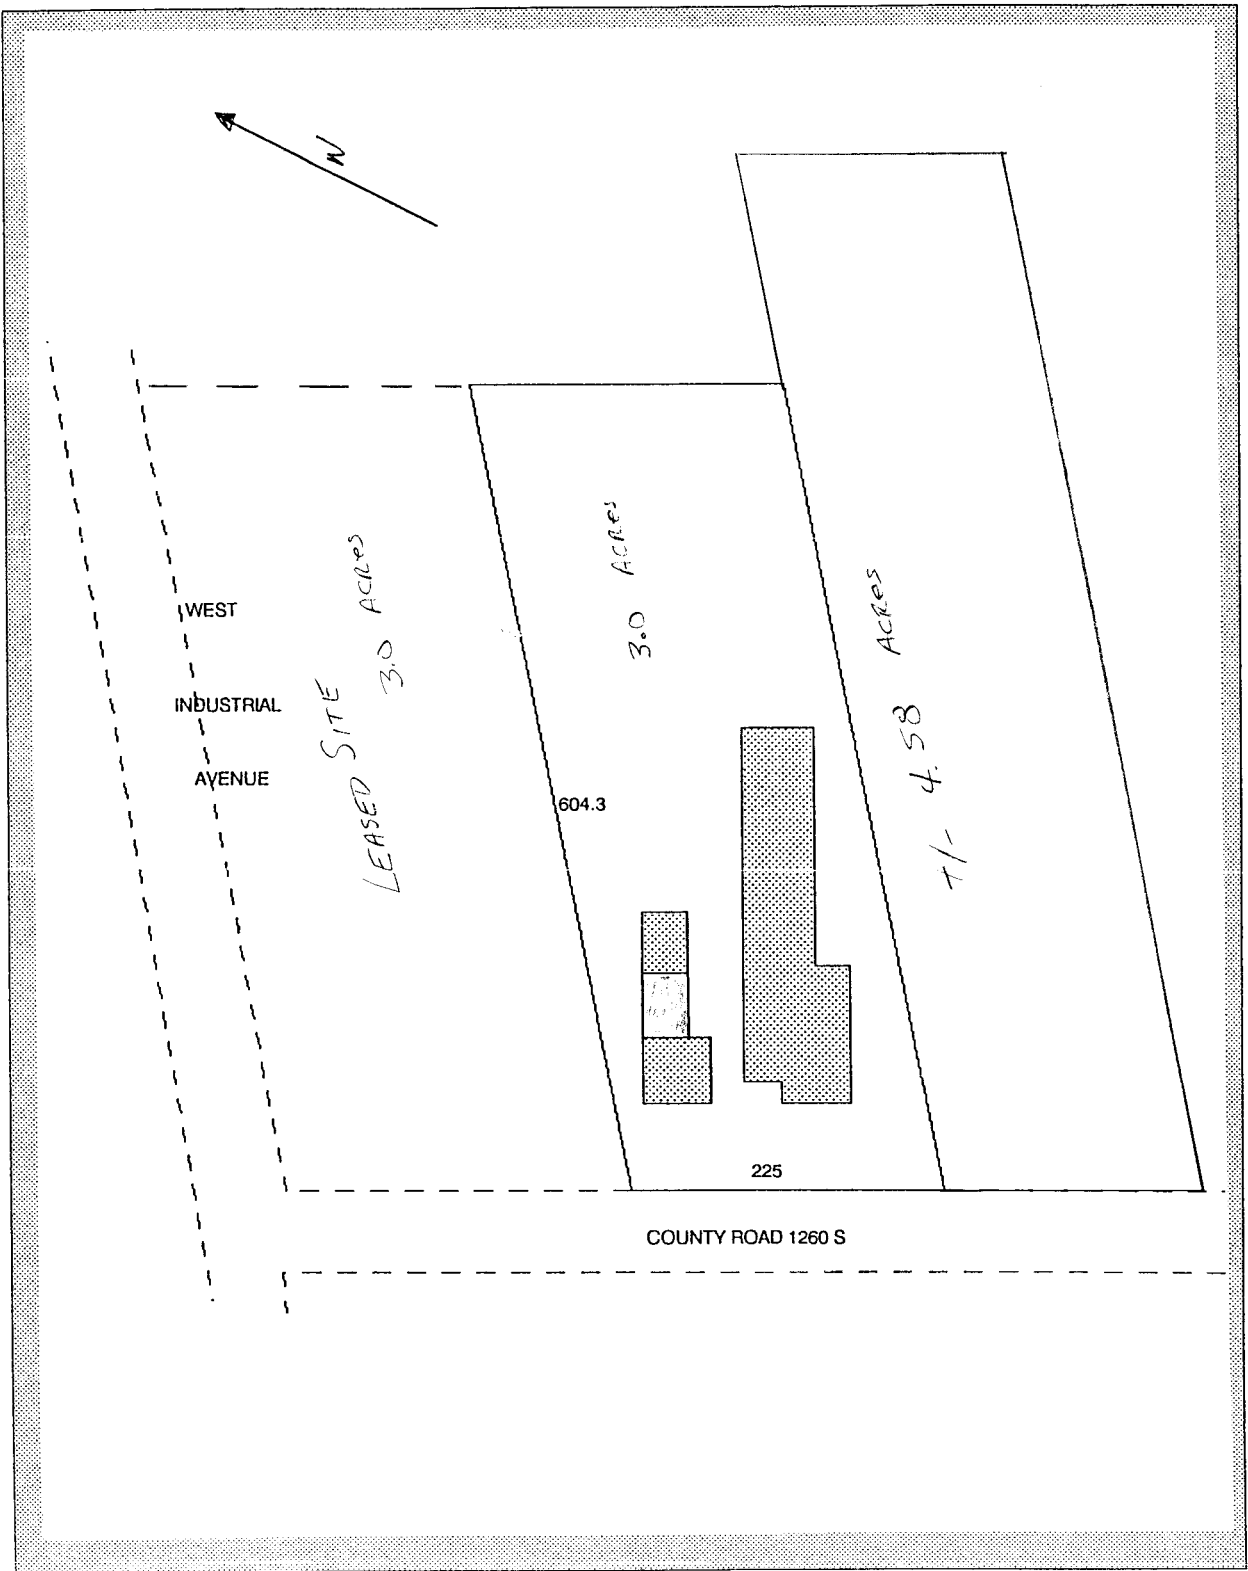 N
WEST
INDUSTRIAL
AVENUE
LEASED SITE
3.0 ACRES
604.3
3.0 ACRES
+/- 4.58 ACRES
225
COUNTY ROAD 1260 S